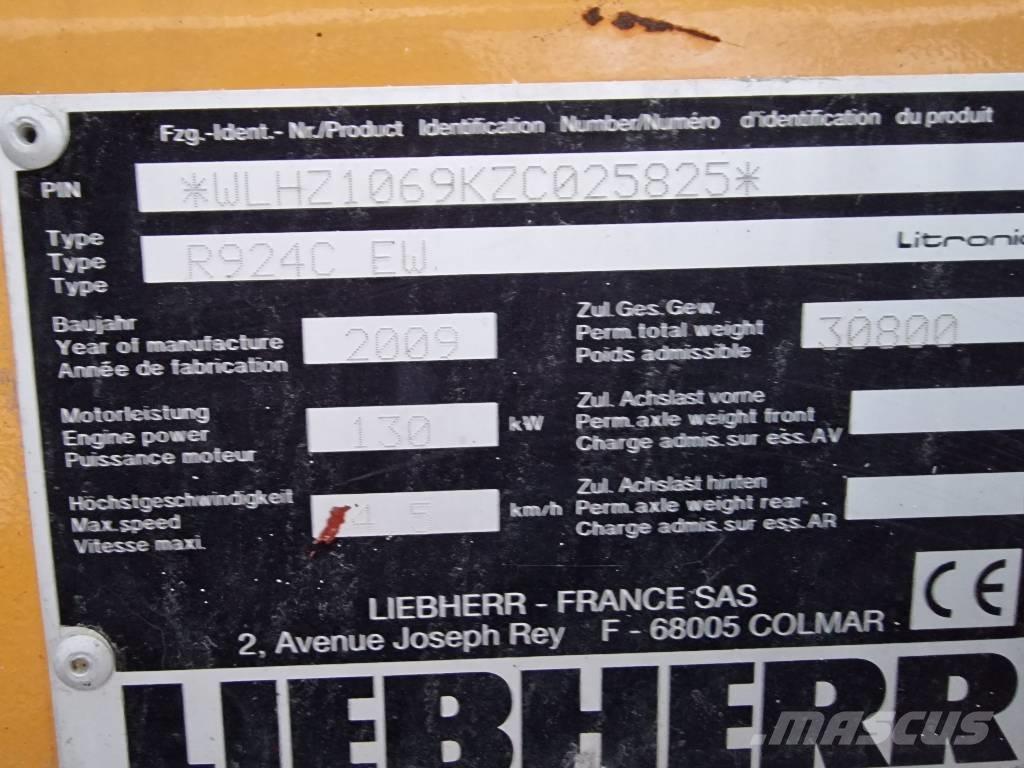 Fzg.-Ident.- Nr./Product Identification Number/Numéro d'identification du produit
PIN *WLHZ1069KZC025825*
Type
Type R924C EW Litronic
Type
Baujahr
Year of manufacture 2009
Année de fabrication
Zul.Ges.Gew.
Perm.total weight 30800
Poids admissible
Motorleistung
Engine power 130 kW
Puissance moteur
Zul. Achslast vorne
Perm.axle weight front
Charge admis.sur ess.AV
Höchstgeschwindigkeit
Max.speed km/h
Vitesse maxi.
Zul. Achslast hinten
Perm.axle weight rear
Charge admis.sur ess.AR
CE
LIEBHERR - FRANCE SAS
2, Avenue Joseph Rey F - 68005 COLMAR
LIEBHERR
MASCUS